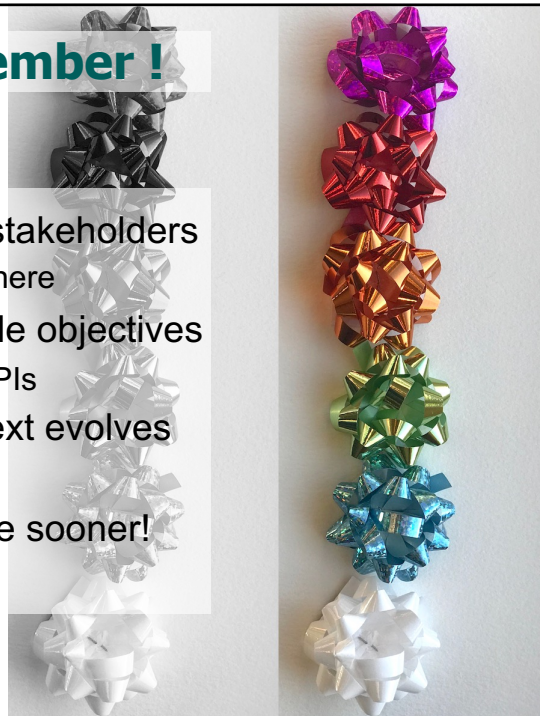 ember !
stakeholders
here
le objectives
PIs
ext evolves
e sooner!